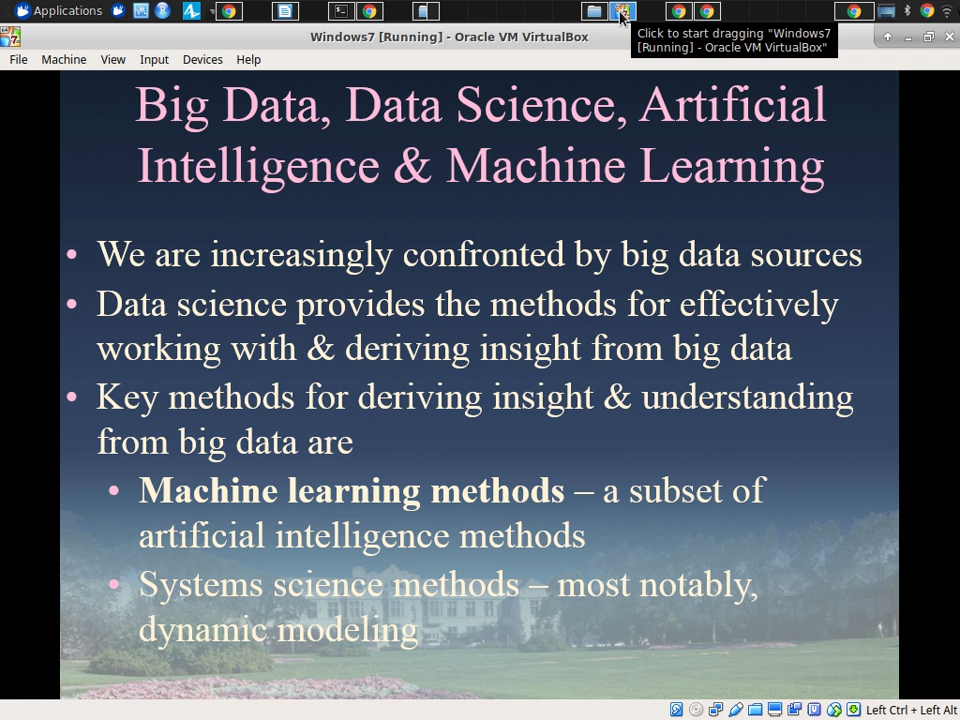 Applications
Windows7 [Running] - Oracle VM VirtualBox
Click to start dragging "Windows7
[Running] - Oracle VM VirtualBox"
File Machine View Input Devices Help
Big Data, Data Science, Artificial
Intelligence & Machine Learning
• We are increasingly confronted by big data sources
• Data science provides the methods for effectively
working with & deriving insight from big data
• Key methods for deriving insight & understanding
from big data are
• Machine learning methods – a subset of
artificial intelligence methods
• Systems science methods – most notably,
dynamic modeling
Left Ctrl + Left Alt